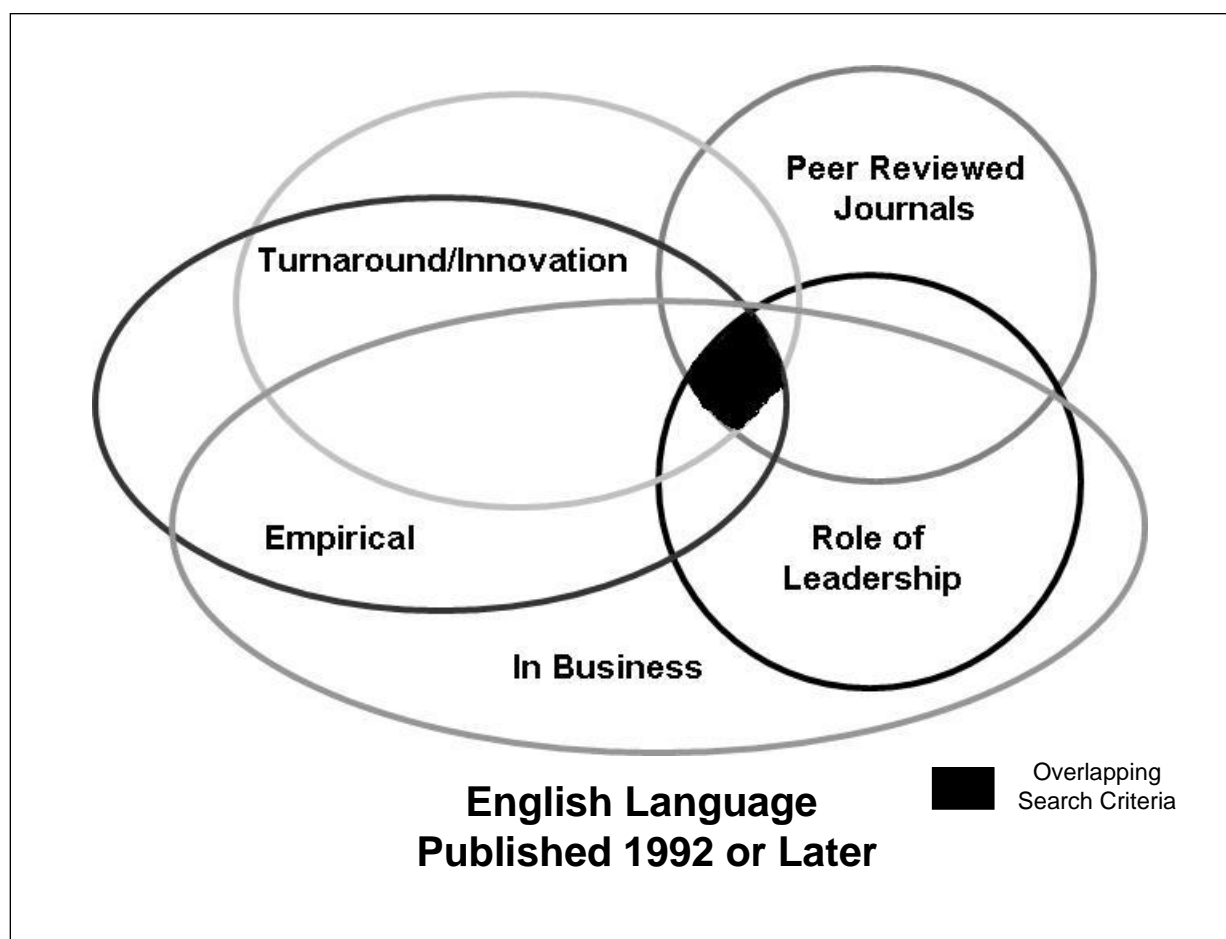 Peer Reviewed
Journals
Turnaround/Innovation
Empirical
Role of
Leadership
In Business
English Language
Published 1992 or Later
Overlapping
Search Criteria